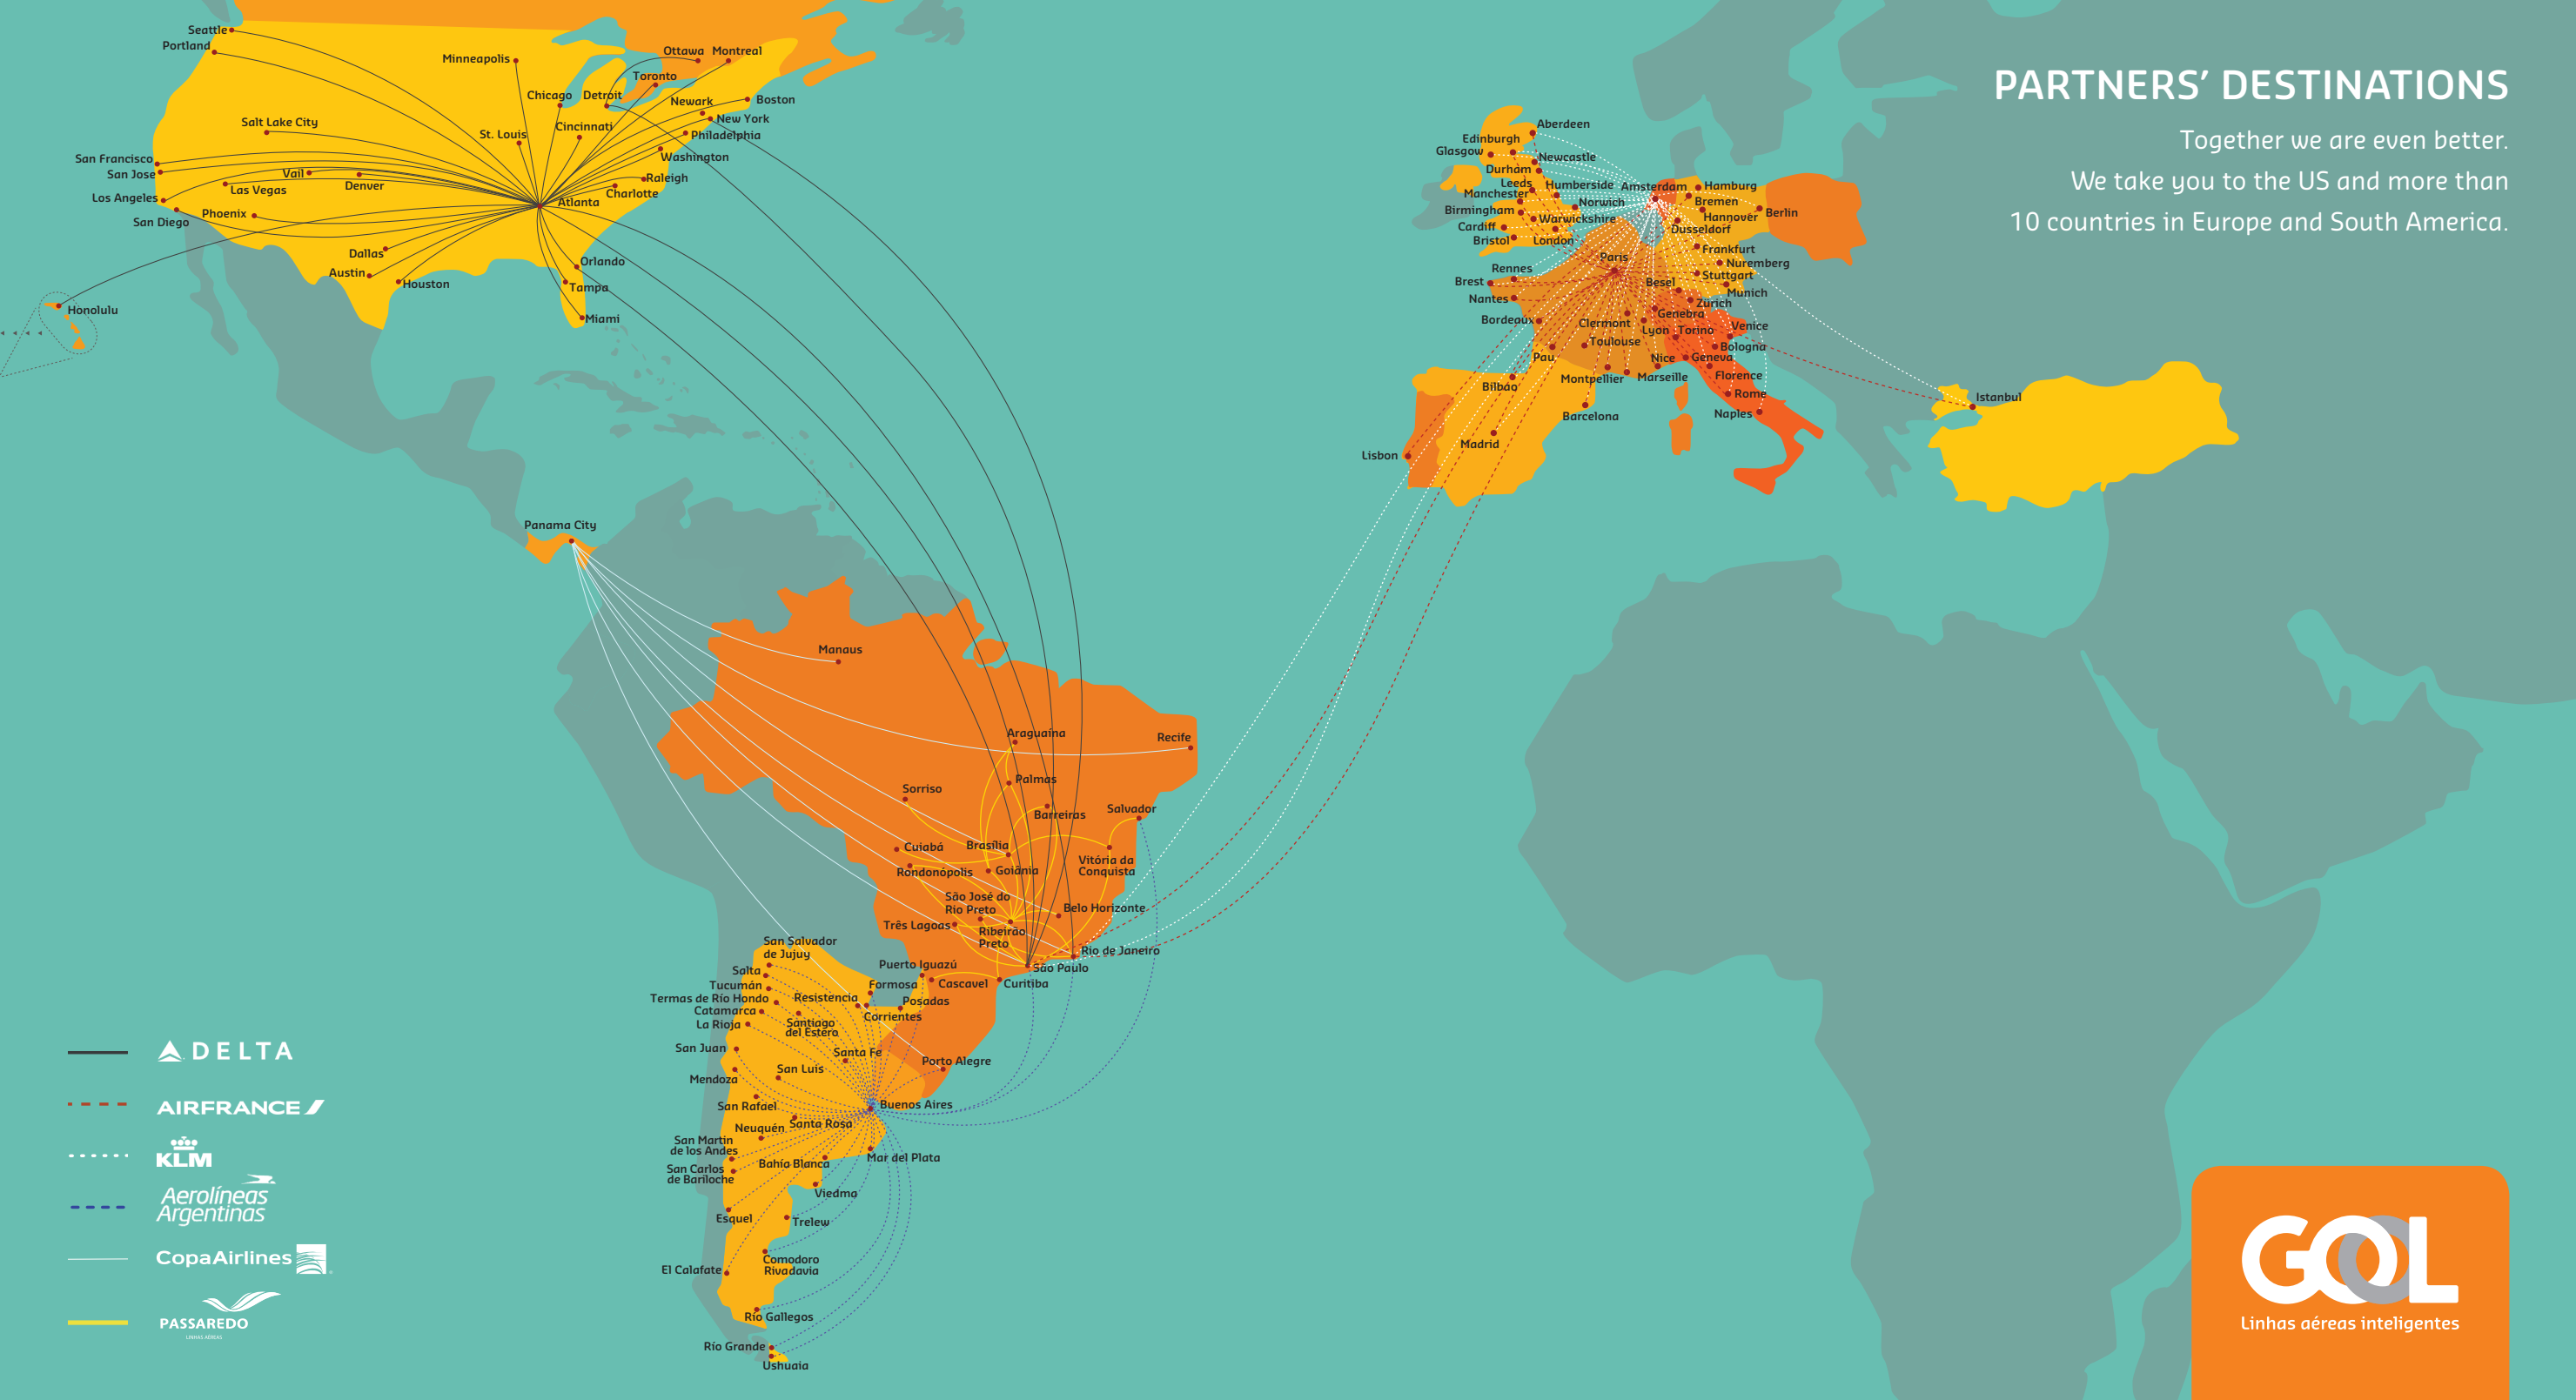 PARTNERS’ DESTINATIONS
Together we are even better.
We take you to the US and more than
10 countries in Europe and South America.
Seattle
Portland
Minneapolis
Ottawa
Montreal
Toronto
Chicago
Detroit
Newark
Boston
New York
Salt Lake City
St. Louis
Cincinnati
Philadelphia
San Francisco
San Jose
Vail
Denver
Washington
Los Angeles
Las Vegas
Raleigh
Charlotte
San Diego
Phoenix
Atlanta
Dallas
Austin
Houston
Orlando
Tampa
Miami
Honolulu
Panama City
Aberdeen
Edinburgh
Glasgow
Newcastle
Durham
Leeds
Humberside
Manchester
Norwich
Birmingham
Warwickshire
Cardiff
Bristol
London
Amsterdam
Hamburg
Bremen
Hannover
Berlin
Dusseldorf
Frankfurt
Nuremberg
Stuttgart
Munich
Paris
Rennes
Brest
Nantes
Besel
Zurich
Genebra
Bordeaux
Clermont
Lyon
Torino
Venice
Toulouse
Bologna
Pau
Nice
Geneva
Bilbao
Montpellier
Marseille
Florence
Rome
Barcelona
Naples
Madrid
Lisbon
Istanbul
Manaus
Araguaína
Recife
Palmas
Sorriso
Barreiras
Salvador
Cuiabá
Brasília
Rondonópolis
Goiânia
Vitória da
Conquista
São José do
Rio Preto
Belo Horizonte
Três Lagoas
Ribeirão
Preto
Rio de Janeiro
São Paulo
San Salvador
de Jujuy
Salta
Puerto Iguazú
Tucumán
Formosa
Cascavel
Curitiba
Termas de Río Hondo
Resistencia
Posadas
Catamarca
Corrientes
La Rioja
Santiago
del Estero
San Juan
Santa Fe
Porto Alegre
Mendoza
San Luis
San Rafael
Buenos Aires
Neuquén
Santa Rosa
San Martin
de los Andes
Bahía Blanca
Mar del Plata
San Carlos
de Bariloche
Viedma
Esquel
Trelew
Comodoro
Rivadavia
El Calafate
Río Gallegos
Río Grande
Ushuaia
DELTA
AIRFRANCE
KLM
Aerolíneas
Argentinas
CopaAirlines
PASSAREDO
LINHAS AÉREAS
GOL
Linhas aéreas inteligentes